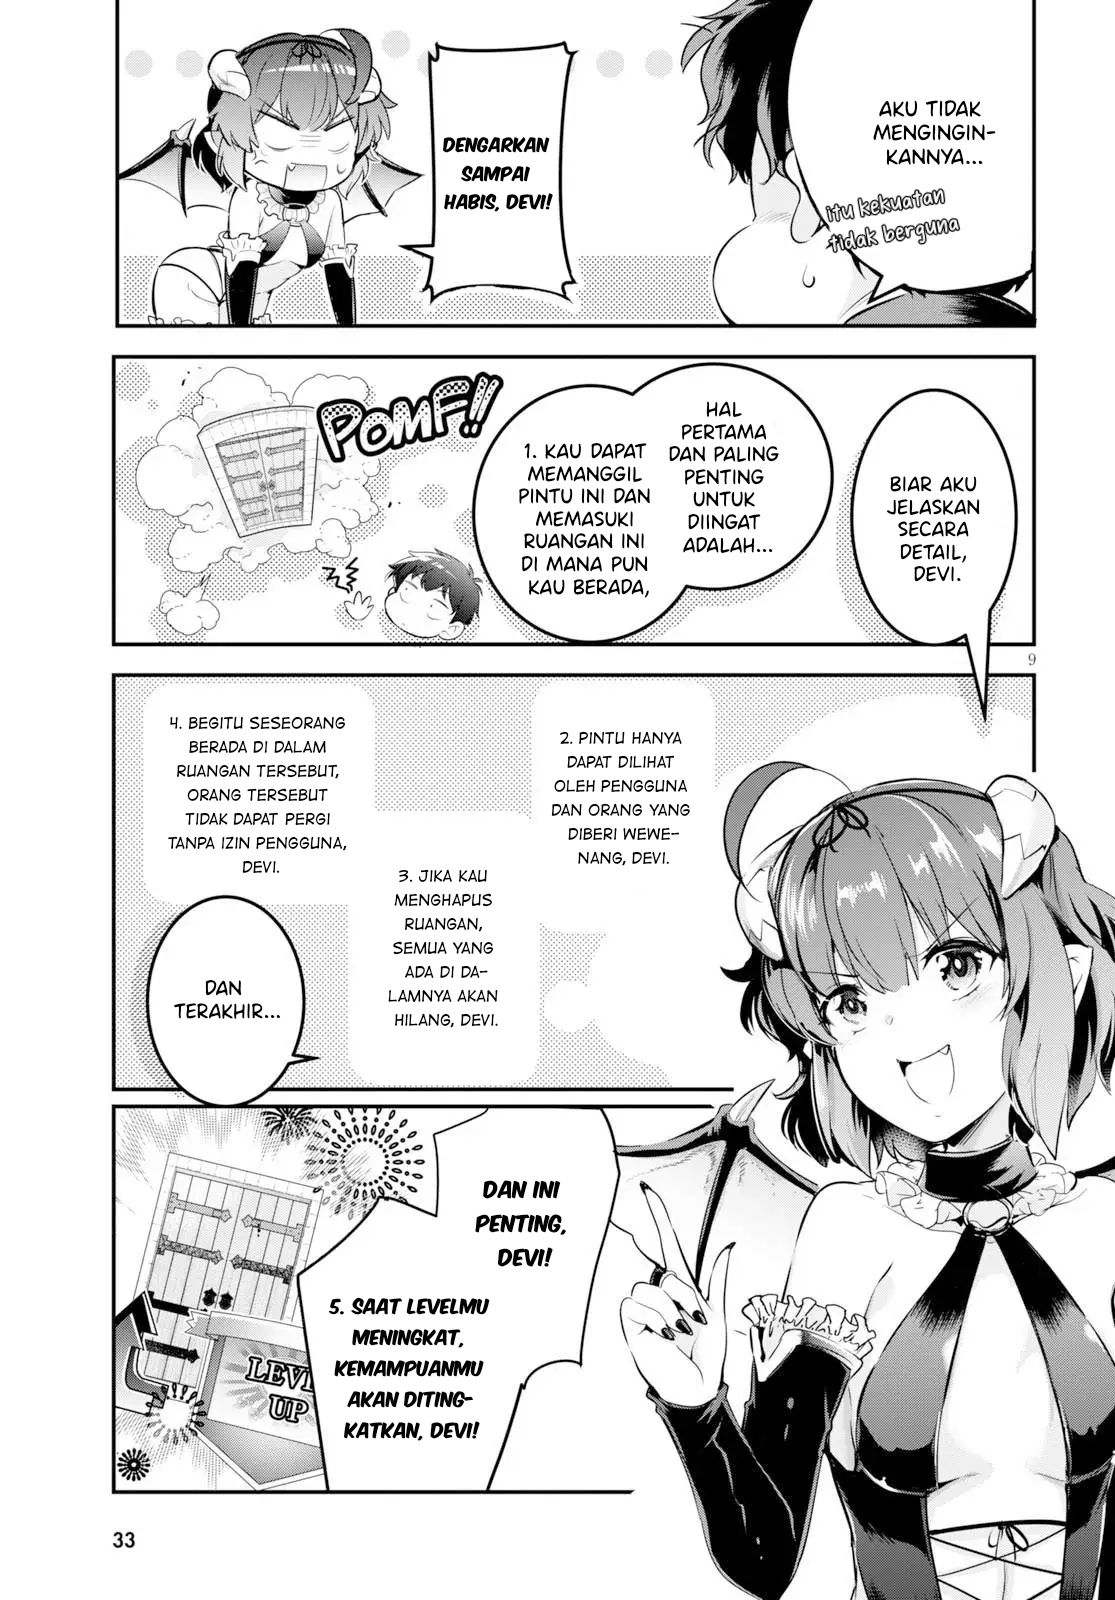 AKU TIDAK
MENGINGIN-
KANNYA...
itu kekuatan
tidak berguna
DENGARKAN
SAMPAI
HABIS, DEVI!
BIAR AKU
JELASKAN
SECARA
DETAIL,
DEVI.
HAL
PERTAMA
DAN PALING
PENTING
UNTUK
DIINGAT
ADALAH...
1. KAU DAPAT
MEMANGGIL
PINTU INI DAN
MEMASUKI
RUANGAN INI
DI MANA PUN
KAU BERADA,
POMF!!
9
2. PINTU HANYA
DAPAT DILIHAT
OLEH PENGGUNA
DAN ORANG YANG
DIBERI WEWE-
NANG, DEVI.
3. JIKA KAU
MENGHAPUS
RUANGAN,
SEMUA YANG
ADA DI DA-
LAMNYA AKAN
HILANG, DEVI.
4. BEGITU SESEORANG
BERADA DI DALAM
RUANGAN TERSEBUT,
ORANG TERSEBUT
TIDAK DAPAT PERGI
TANPA IZIN PENGGUNA,
DEVI.
DAN
TERAKHIR...
DAN INI
PENTING,
DEVI!
5. SAAT LEVELMU
MENINGKAT,
KEMAMPUANMU
AKAN DITING-
KATKAN, DEVI!
LEVE
UP
33